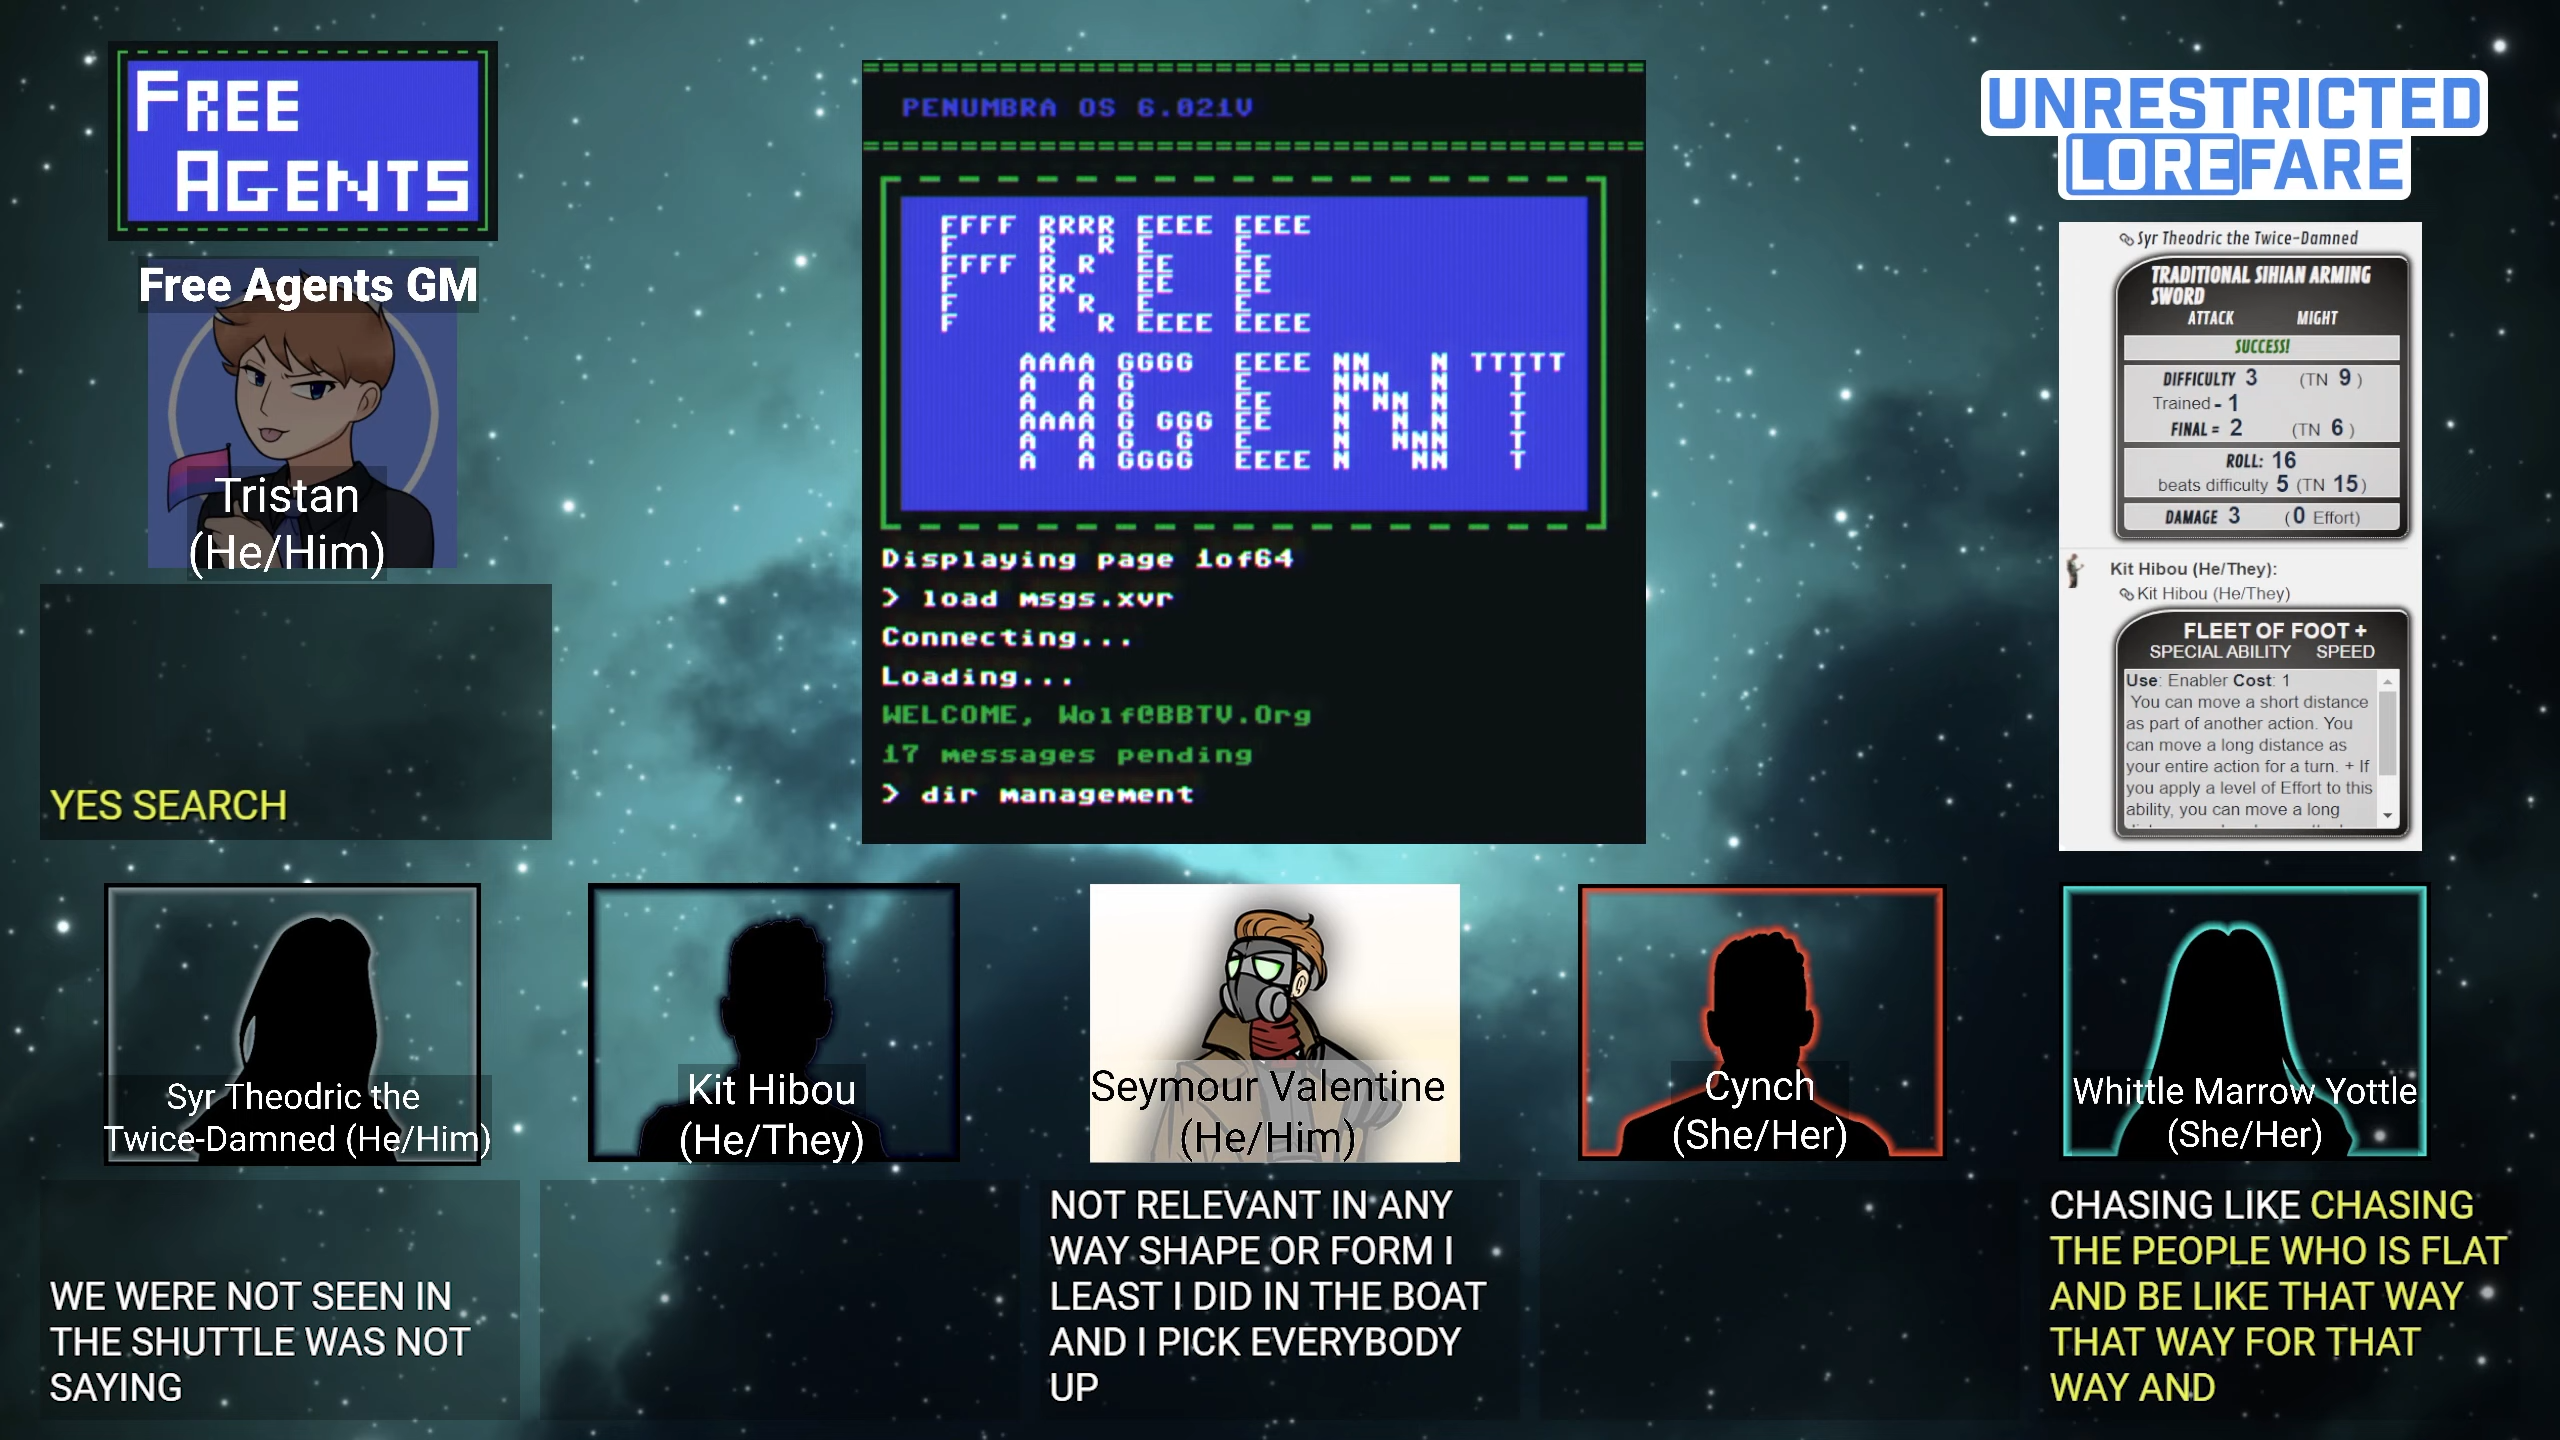 FREE
AGENTS
Free Agents GM
Tristan
(He/Him)
YES SEARCH
PENUMBRA OS 6.021V
FREE
AGENT
Displaying page 1of64
> load msgs.xvr
Connecting...
Loading...
WELCOME, Wolf@BBTV.Org
17 messages pending
> dir management
UNRESTRICTED
LOREFARE
Syr Theodric the Twice-Damned
TRADITIONAL SIHIAN ARMING
SWORD
ATTACK MIGHT
SUCCESS!
DIFFICULTY 3 (TN 9)
Trained - 1
FINAL = 2 (TN 6)
ROLL: 16
beats difficulty 5 (TN 15)
DAMAGE 3 (0 Effort)
Kit Hibou (He/They):
Kit Hibou (He/They)
FLEET OF FOOT +
SPECIAL ABILITY SPEED
Use: Enabler Cost: 1
You can move a short distance
as part of another action. You
can move a long distance as
your entire action for a turn. + If
you apply a level of Effort to this
ability, you can move a long
Syr Theodric the
Twice-Damned (He/Him)
Kit Hibou
(He/They)
Seymour Valentine
(He/Him)
Cynch
(She/Her)
Whittle Marrow Yottle
(She/Her)
WE WERE NOT SEEN IN
THE SHUTTLE WAS NOT
SAYING
NOT RELEVANT IN ANY
WAY SHAPE OR FORM I
LEAST I DID IN THE BOAT
AND I PICK EVERYBODY
UP
CHASING LIKE CHASING
THE PEOPLE WHO IS FLAT
AND BE LIKE THAT WAY
THAT WAY FOR THAT
WAY AND